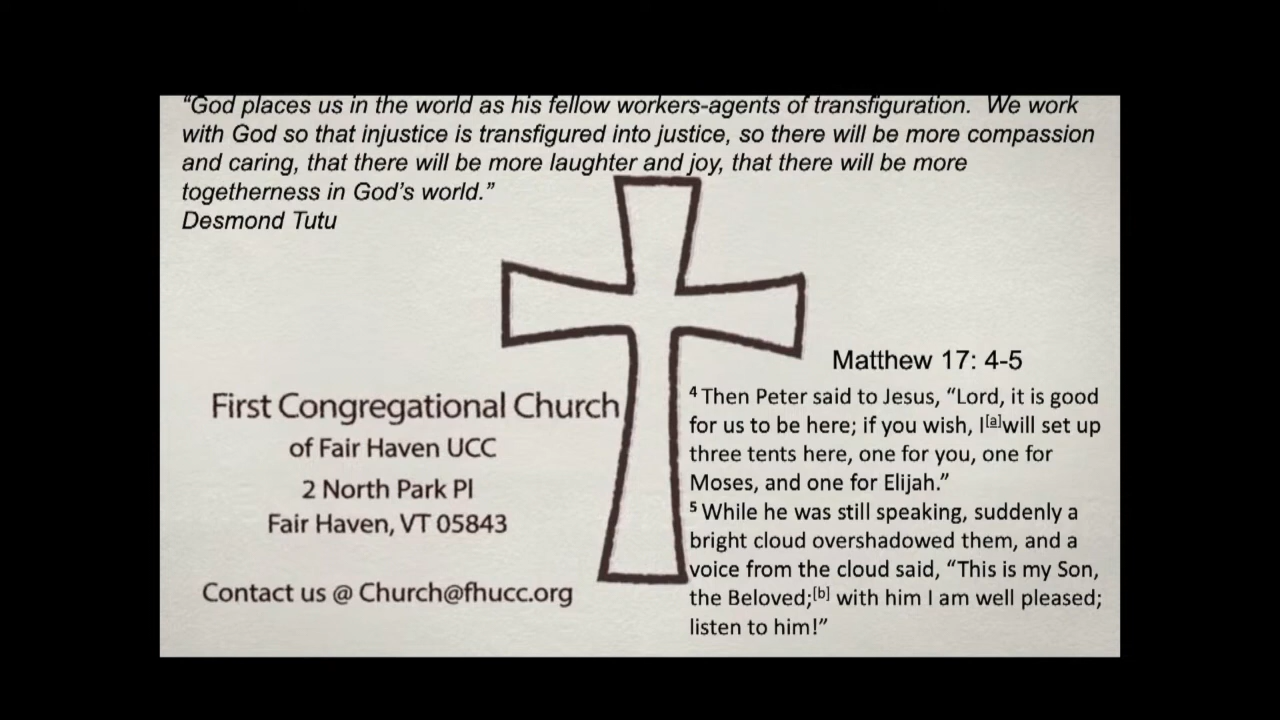 “God places us in the world as his fellow workers-agents of transfiguration. We work
with God so that injustice is transfigured into justice, so there will be more compassion
and caring, that there will be more laughter and joy, that there will be more
togetherness in God’s world.”
Desmond Tutu
First Congregational Church
of Fair Haven UCC
2 North Park Pl
Fair Haven, VT 05843
Contact us @ Church@fhucc.org
Matthew 17: 4-5
4 Then Peter said to Jesus, “Lord, it is good
for us to be here; if you wish, I[a]will set up
three tents here, one for you, one for
Moses, and one for Elijah.”
5 While he was still speaking, suddenly a
bright cloud overshadowed them, and a
voice from the cloud said, “This is my Son,
the Beloved;[b] with him I am well pleased;
listen to him!”